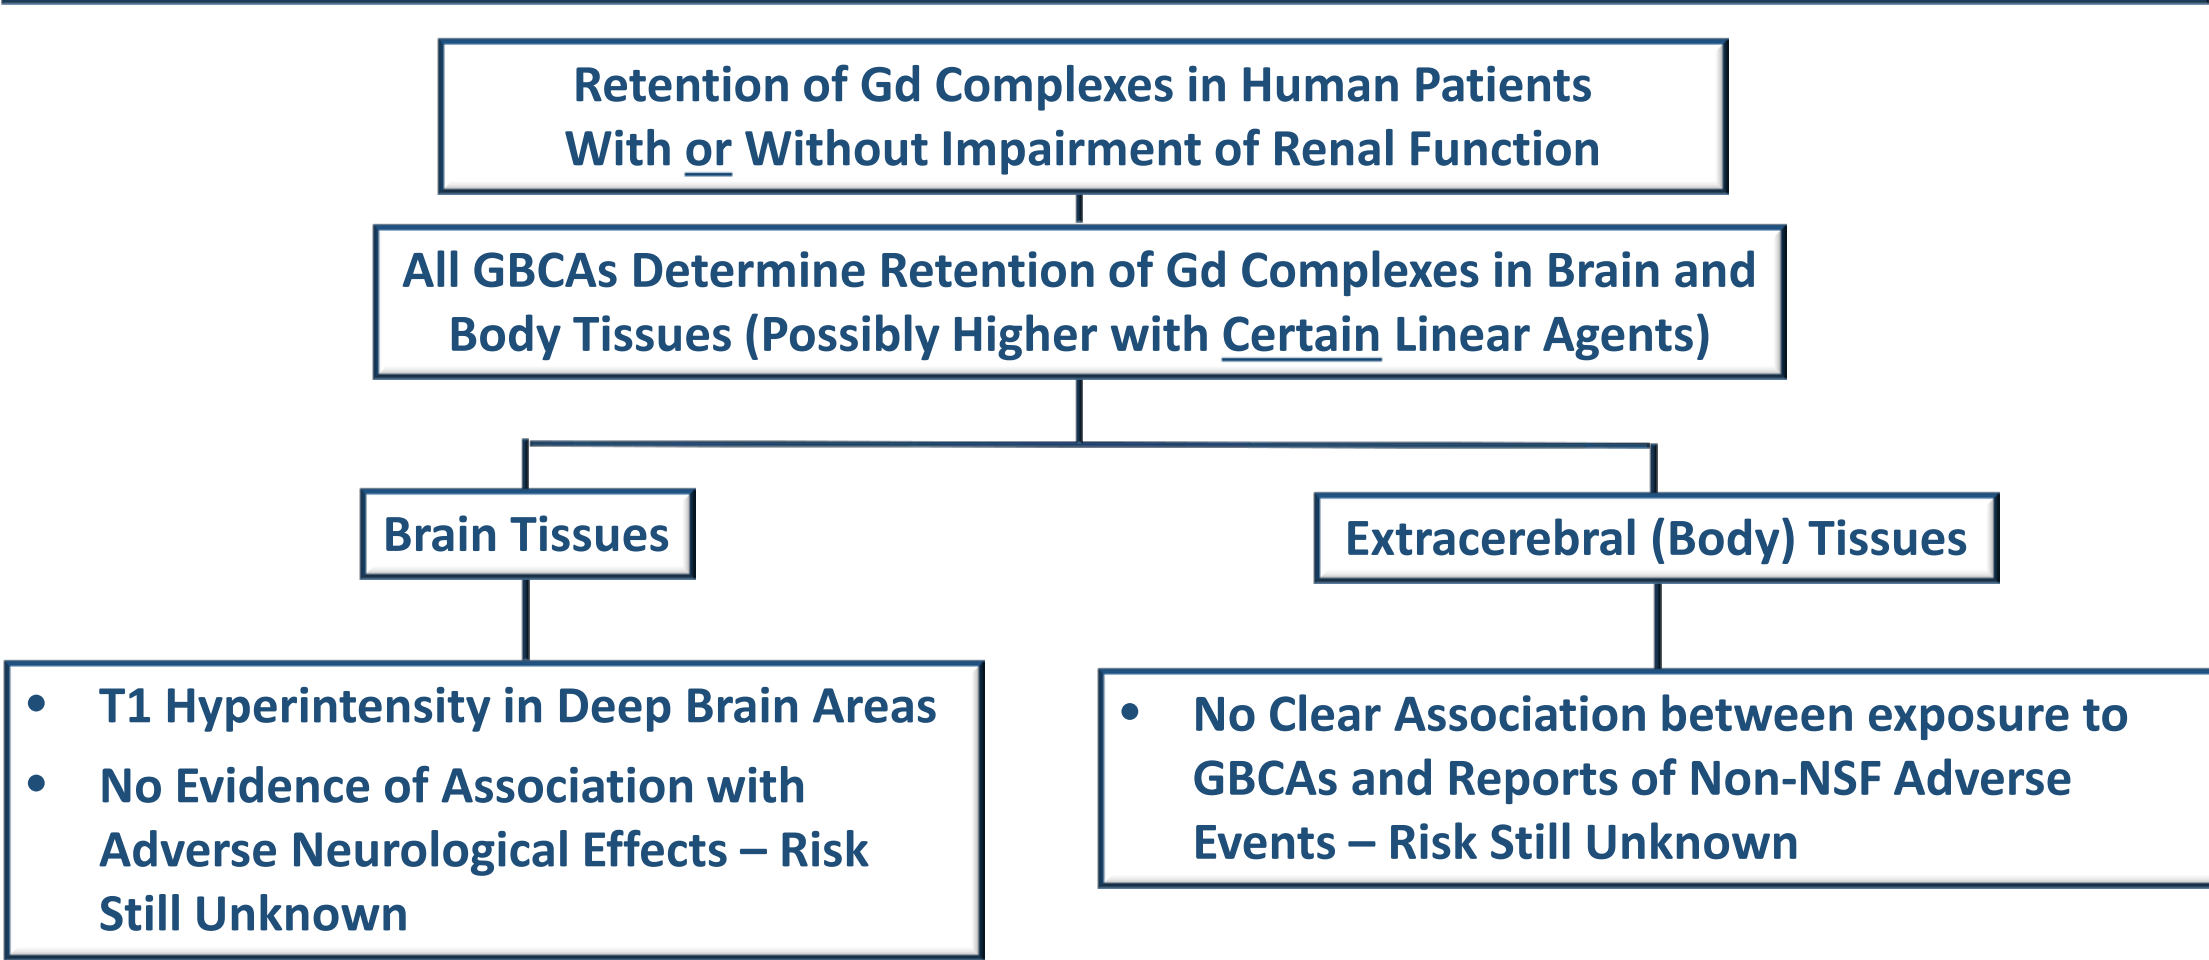 Retention of Gd Complexes in Human Patients
With or Without Impairment of Renal Function
All GBCAs Determine Retention of Gd Complexes in Brain and
Body Tissues (Possibly Higher with Certain Linear Agents)
Brain Tissues
Extracerebral (Body) Tissues
• T1 Hyperintensity in Deep Brain Areas
• No Evidence of Association with
Adverse Neurological Effects – Risk
Still Unknown
• No Clear Association between exposure to
GBCAs and Reports of Non-NSF Adverse
Events – Risk Still Unknown